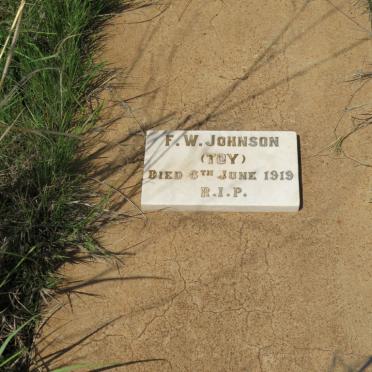 F. W. JOHNSON
(TOY)
DIED 6TH JUNE 1919
R.I.P.